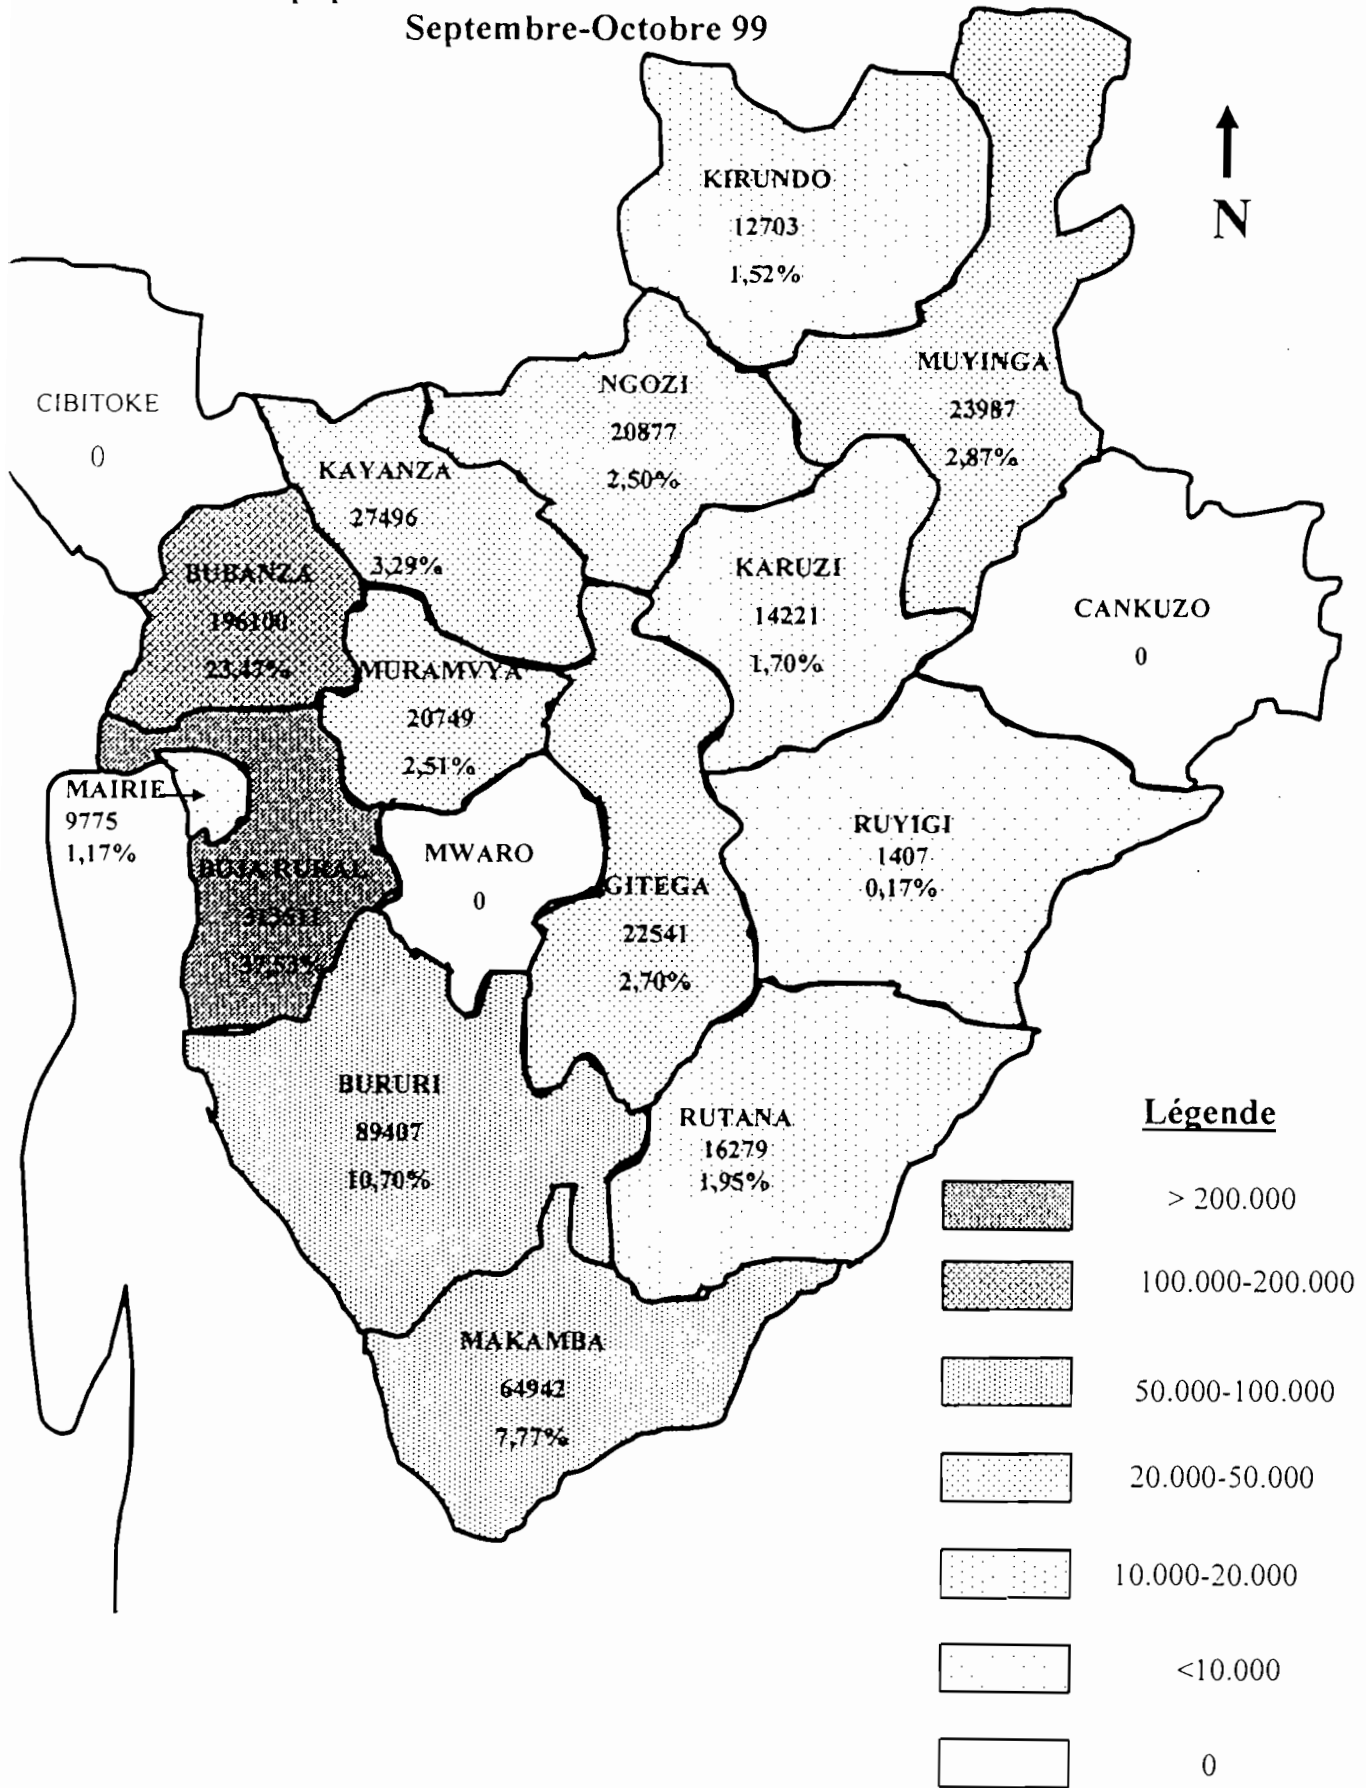 Septembre-Octobre 99
KIRUNDO
12703
1,52%
N
MUYINGA
23987
2,87%
NGOZI
20877
2,50%
CIBITOKE
0
KAYANZA
27496
3,29%
BUBANZA
196100
23,47%
KARUZI
14221
1,70%
CANKUZO
0
MURAMVYA
20749
2,51%
MAIRIE
9775
1,17%
BUJA RURAL
37,53%
MWARO
0
GITEGA
22541
2,70%
RUYIGI
1407
0,17%
BURURI
89407
10,70%
RUTANA
16279
1,95%
MAKAMBA
64942
7,77%
Légende
> 200.000
100.000-200.000
50.000-100.000
20.000-50.000
10.000-20.000
<10.000
0